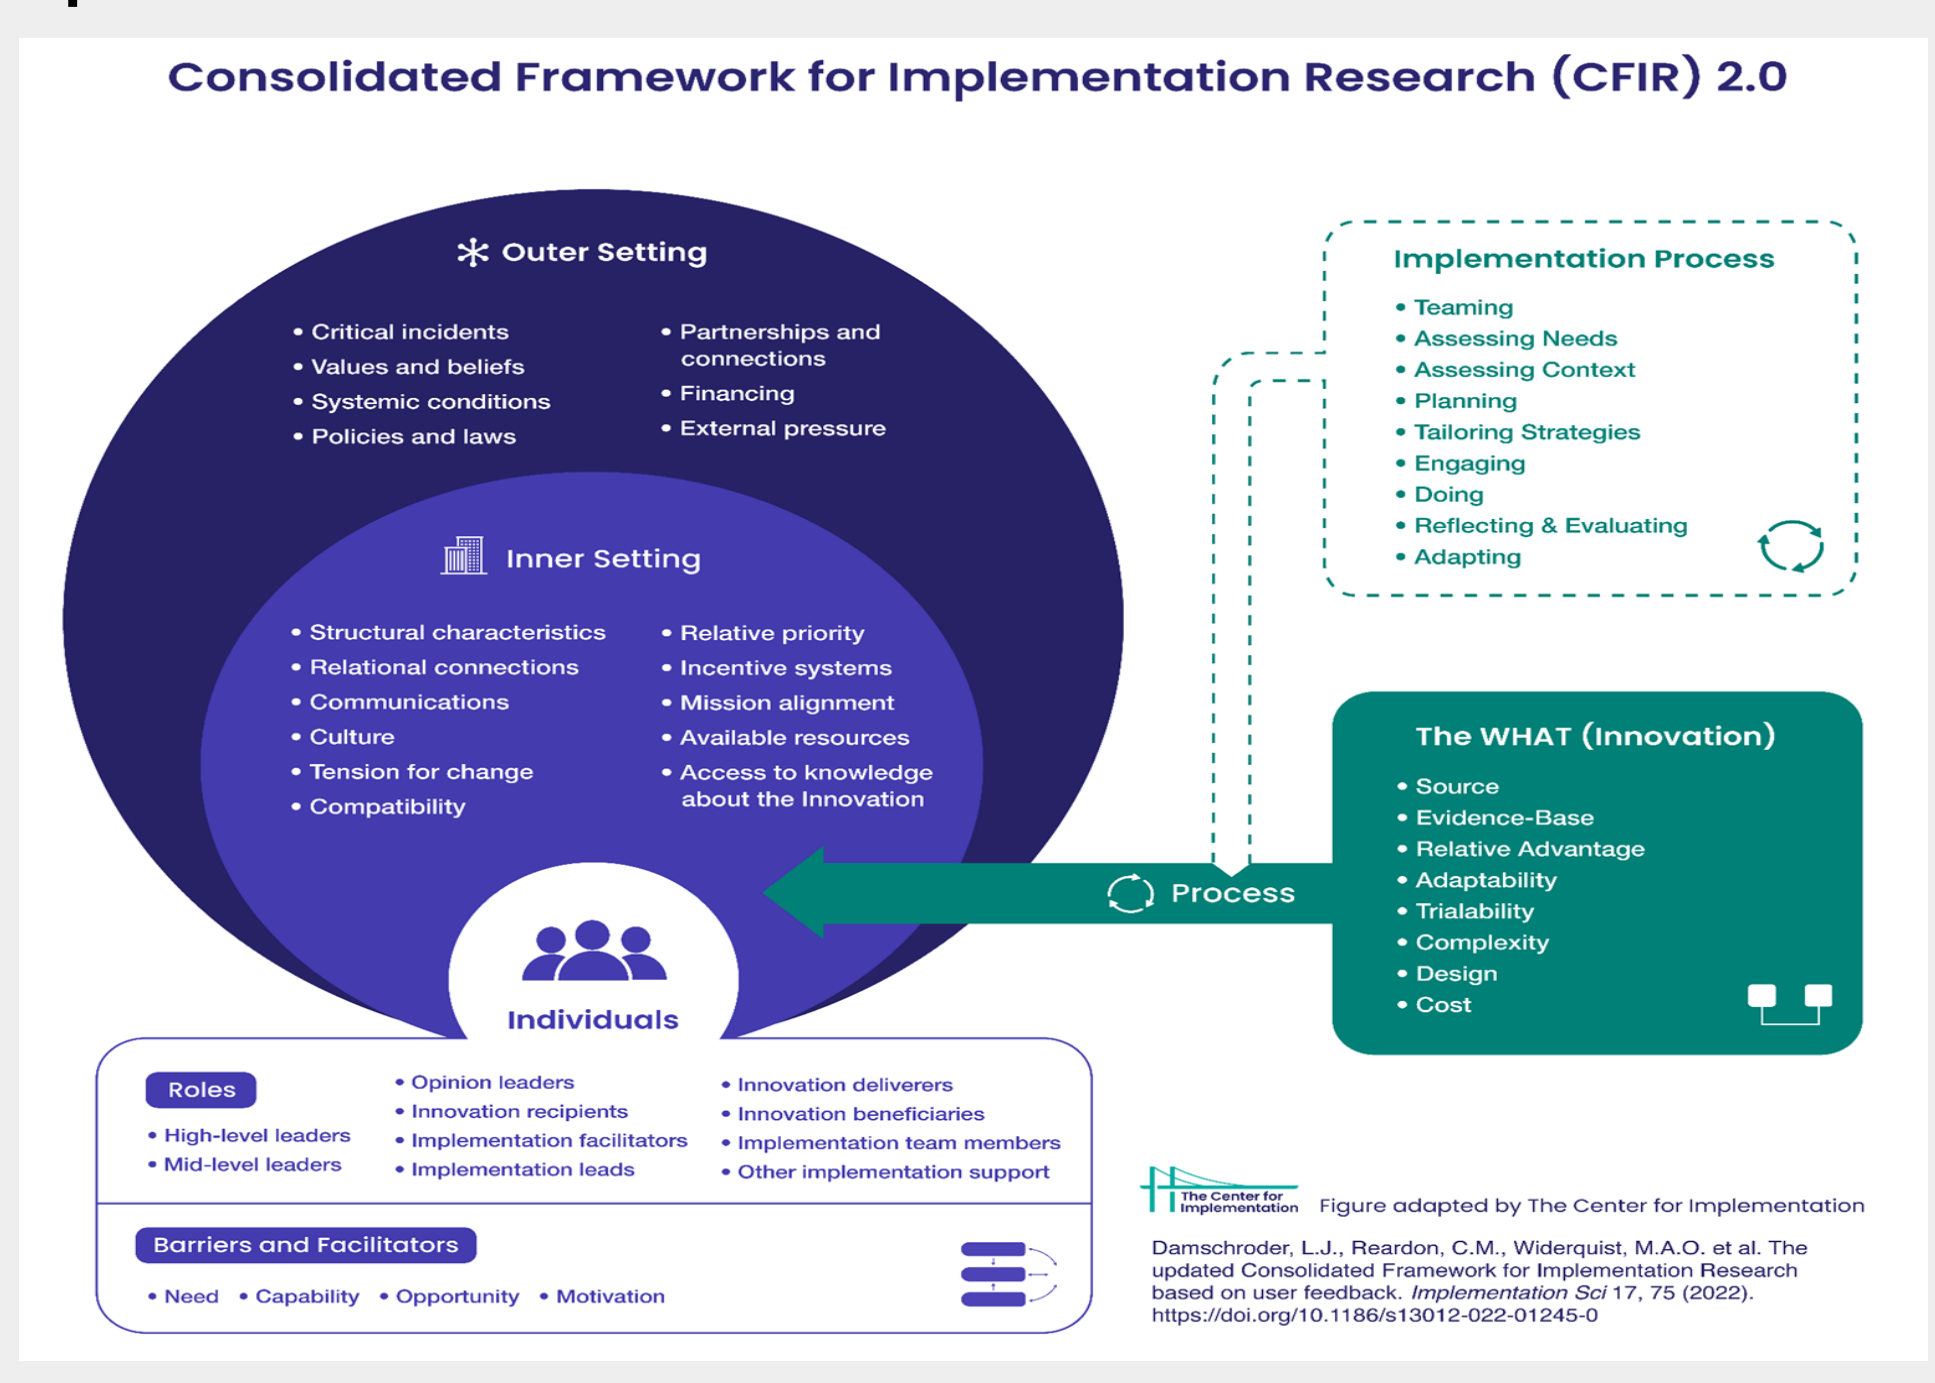 Consolidated Framework for Implementation Research (CFIR) 2.0
Outer Setting
• Critical incidents
• Values and beliefs
• Systemic conditions
• Policies and laws
• Partnerships and
connections
• Financing
• External pressure
Inner Setting
• Structural characteristics
• Relational connections
• Communications
• Culture
• Tension for change
• Compatibility
• Relative priority
• Incentive systems
• Mission alignment
• Available resources
• Access to knowledge
about the Innovation
Individuals
Roles
• High-level leaders
• Mid-level leaders
• Opinion leaders
• Innovation recipients
• Implementation facilitators
• Implementation leads
• Innovation deliverers
• Innovation beneficiaries
• Implementation team members
• Other implementation support
Barriers and Facilitators
• Need • Capability • Opportunity • Motivation
Implementation Process
• Teaming
• Assessing Needs
• Assessing Context
• Planning
• Tailoring Strategies
• Engaging
• Doing
• Reflecting & Evaluating
• Adapting
Process
The WHAT (Innovation)
• Source
• Evidence-Base
• Relative Advantage
• Adaptability
• Trialability
• Complexity
• Design
• Cost
The Center for
Implementation
Figure adapted by The Center for Implementation
Damschroder, L.J., Reardon, C.M., Widerquist, M.A.O. et al. The
updated Consolidated Framework for Implementation Research
based on user feedback. Implementation Sci 17, 75 (2022).
https://doi.org/10.1186/s13012-022-01245-0